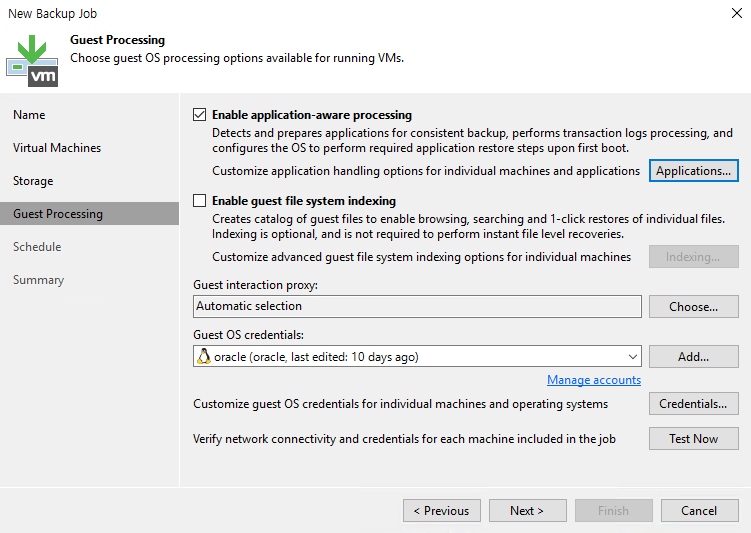 New Backup Job
Guest Processing
Choose guest OS processing options available for running VMs.
vm
Name
Virtual Machines
Storage
Guest Processing
Schedule
Summary
Enable application-aware processing
Detects and prepares applications for consistent backup, performs transaction logs processing, and
configures the OS to perform required application restore steps upon first boot.
Customize application handling options for individual machines and applications
Applications...
Enable guest file system indexing
Creates catalog of guest files to enable browsing, searching and 1-click restores of individual files.
Indexing is optional, and is not required to perform instant file level recoveries.
Customize advanced guest file system indexing options for individual machines
Indexing...
Guest interaction proxy:
Automatic selection
Choose...
Guest OS credentials:
oracle (oracle, last edited: 10 days ago)
Add...
Manage accounts
Customize guest OS credentials for individual machines and operating systems
Credentials...
Verify network connectivity and credentials for each machine included in the job
Test Now
< Previous
Next >
Finish
Cancel